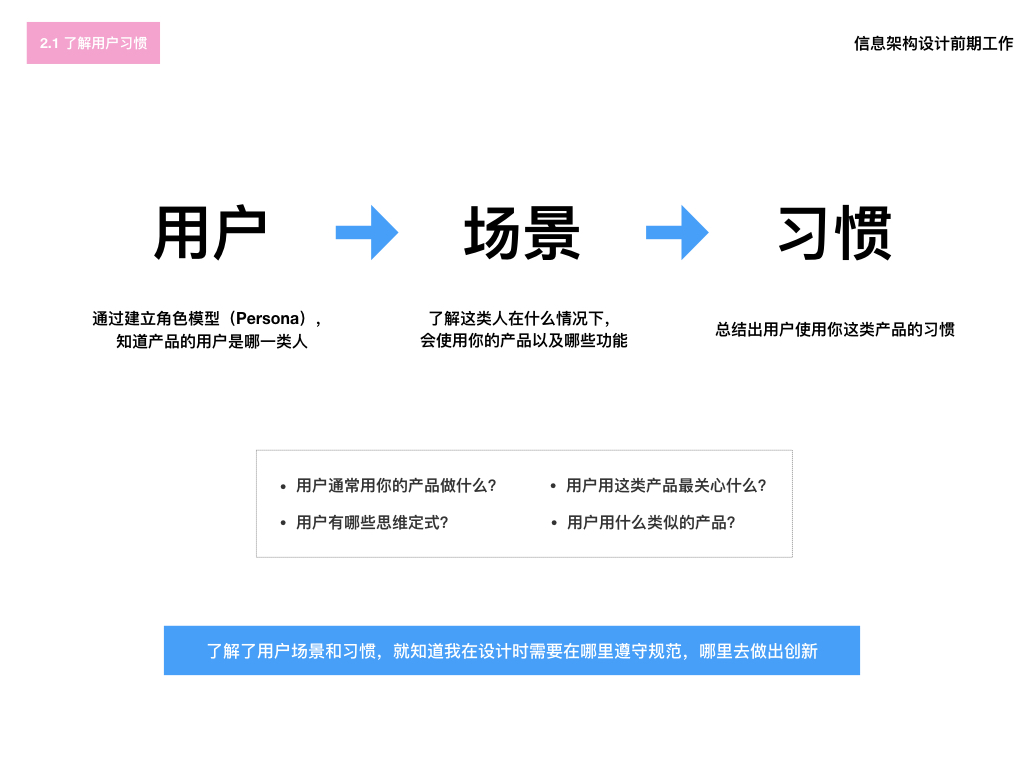 2.1 了解用户习惯
信息架构设计前期工作
用户
场景
习惯
通过建立角色模型（Persona），
知道产品的用户是哪一类人
了解这类人在什么情况下，
会使用你的产品以及哪些功能
总结出用户使用你这类产品的习惯
• 用户通常用你的产品做什么?
• 用户用这类产品最关心什么?
• 用户有哪些思维定式?
• 用户用什么类似的产品?
了解了用户场景和习惯，就知道我在设计时需要在哪里遵守规范，哪里去做出创新